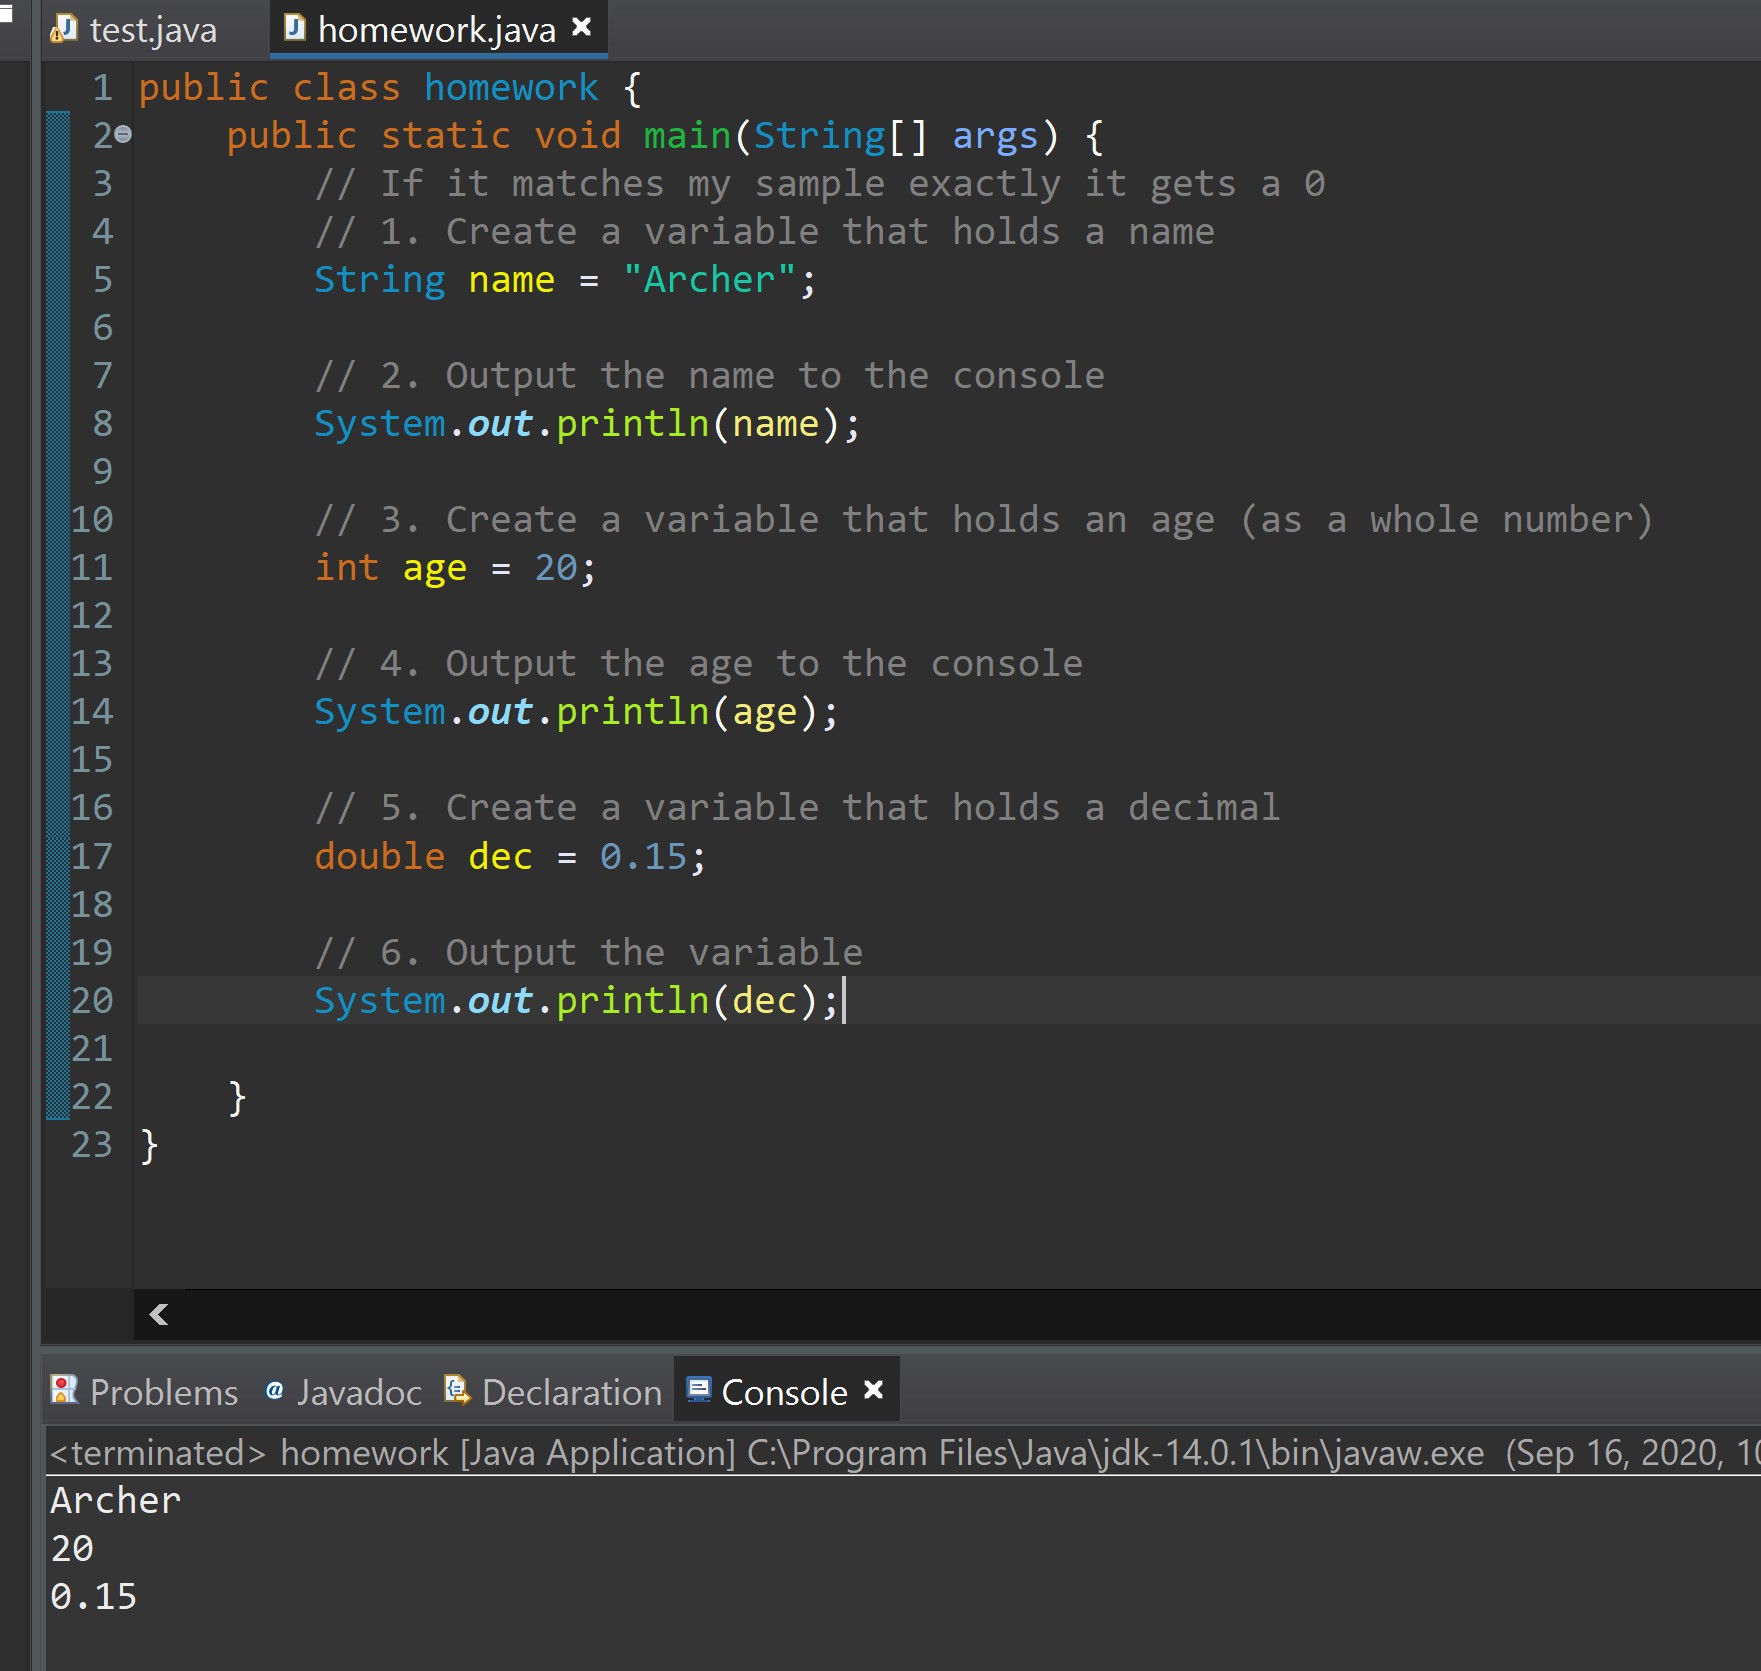 test.java homework.java
1 public class homework {
2 public static void main(String[] args) {
3 // If it matches my sample exactly it gets a 0
4 // 1. Create a variable that holds a name
5 String name = "Archer";
6
7 // 2. Output the name to the console
8 System.out.println(name);
9
10 // 3. Create a variable that holds an age (as a whole number)
11 int age = 20;
12
13 // 4. Output the age to the console
14 System.out.println(age);
15
16 // 5. Create a variable that holds a decimal
17 double dec = 0.15;
18
19 // 6. Output the variable
20 System.out.println(dec);
21
22 }
23 }
Problems @ Javadoc Declaration Console
<terminated> homework [Java Application] C:\Program Files\Java\jdk-14.0.1\bin\javaw.exe (Sep 16, 2020, 10
Archer
20
0.15